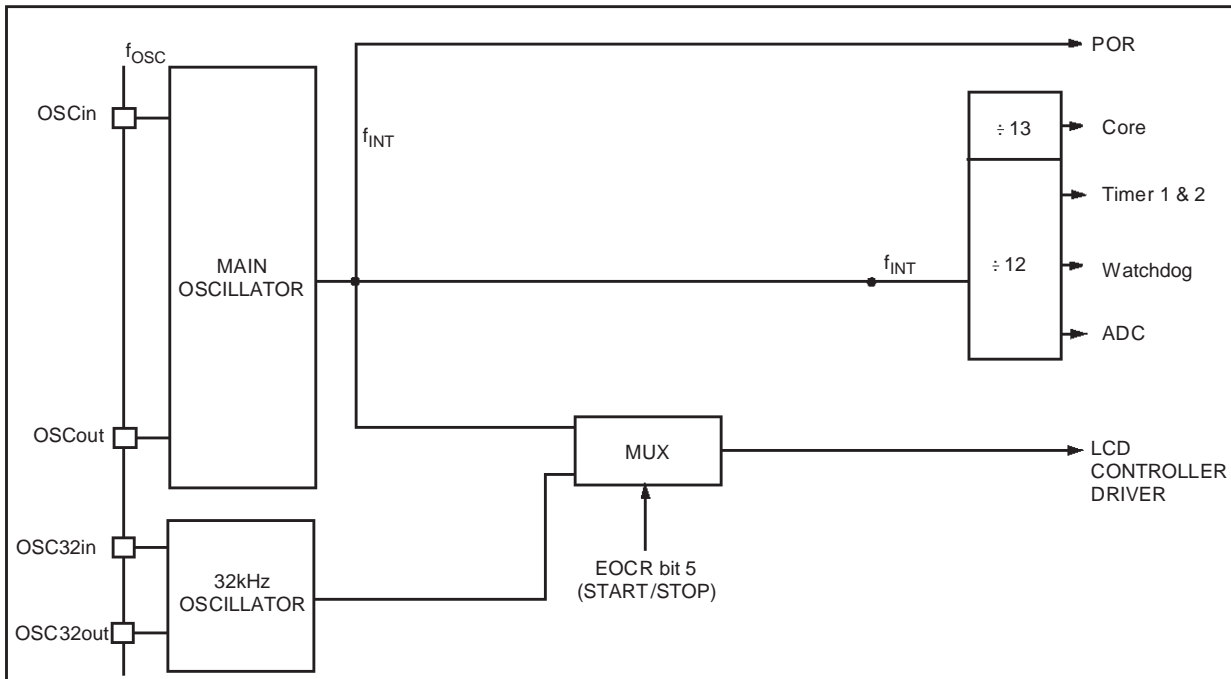 fOSC
POR
OSCin
÷ 13
Core
fINT
Timer 1 & 2
MAIN
OSCILLATOR
fINT
÷ 12
Watchdog
ADC
OSCout
MUX
LCD
CONTROLLER
DRIVER
OSC32in
32kHz
OSCILLATOR
EOCR bit 5
(START/STOP)
OSC32out